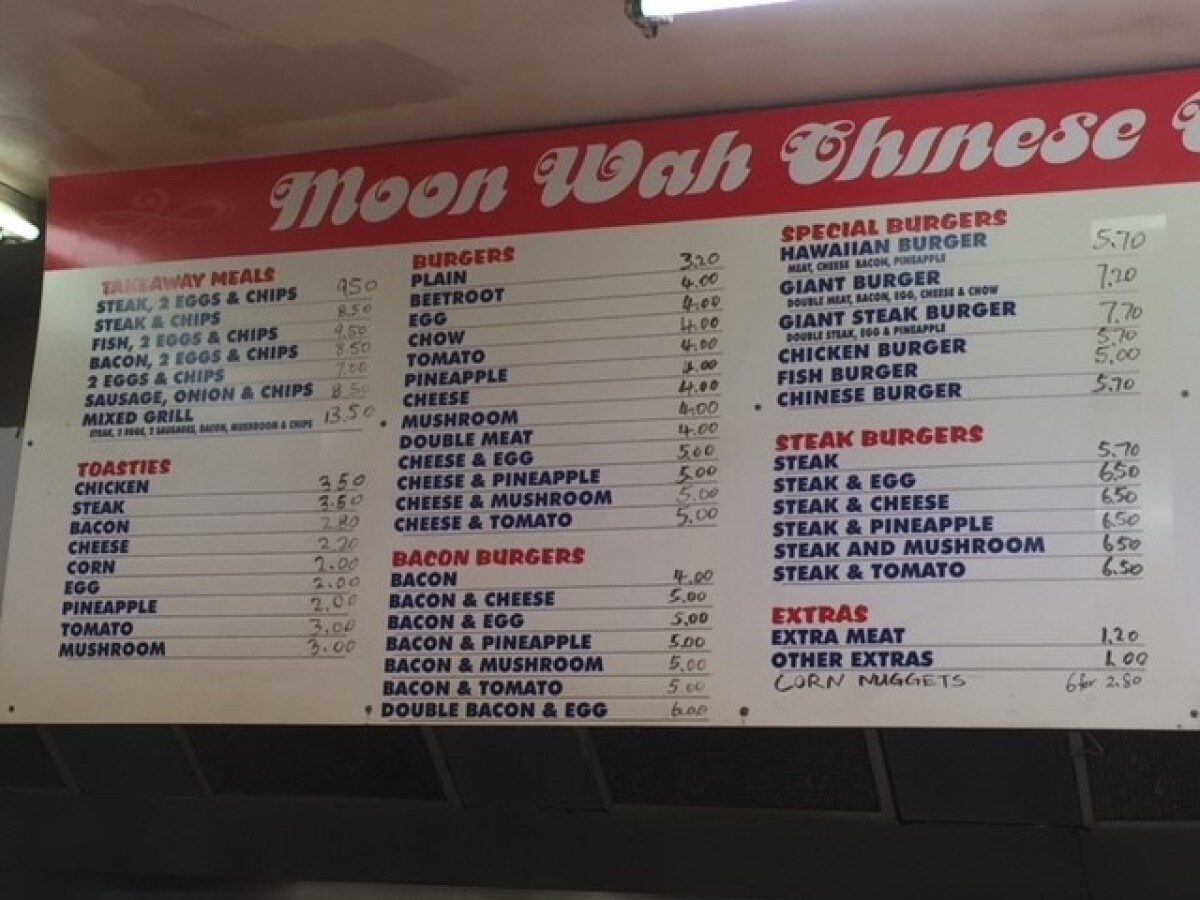 Moon Wah Chinese
TAKEAWAY MEALS
STEAK, 2 EGGS & CHIPS 9.50
STEAK & CHIPS 8.50
FISH, 2 EGGS & CHIPS 9.50
BACON, 2 EGGS & CHIPS 8.50
2 EGGS & CHIPS 7.00
SAUSAGE, ONION & CHIPS 8.50
MIXED GRILL 13.50
STEAK, 2 EGGS, 2 SAUSAGES, BACON, MUSHROOM & CHIPS
TOASTIES
CHICKEN 3.50
STEAK 3.50
BACON 2.80
CHEESE 2.20
CORN 2.00
EGG 2.00
PINEAPPLE 2.00
TOMATO 3.00
MUSHROOM 3.00
BURGERS
PLAIN 3.20
BEETROOT 4.00
EGG 4.00
CHOW 4.00
TOMATO 4.00
PINEAPPLE 4.00
CHEESE 4.00
MUSHROOM 4.00
DOUBLE MEAT 4.00
CHEESE & EGG 5.00
CHEESE & PINEAPPLE 5.00
CHEESE & MUSHROOM 5.00
CHEESE & TOMATO 5.00
BACON BURGERS
BACON 4.00
BACON & CHEESE 5.00
BACON & EGG 5.00
BACON & PINEAPPLE 5.00
BACON & MUSHROOM 5.00
BACON & TOMATO 5.00
DOUBLE BACON & EGG 6.00
SPECIAL BURGERS
HAWAIIAN BURGER 5.70
MEAT, CHEESE BACON, PINEAPPLE
GIANT BURGER 7.20
DOUBLE MEAT, BACON, EGG, CHEESE & CHOW
GIANT STEAK BURGER 7.70
DOUBLE STEAK, EGG & PINEAPPLE
CHICKEN BURGER 5.70
FISH BURGER 5.00
CHINESE BURGER 5.70
STEAK BURGERS
STEAK 5.70
STEAK & EGG 6.50
STEAK & CHEESE 6.50
STEAK & PINEAPPLE 6.50
STEAK AND MUSHROOM 6.50
STEAK & TOMATO 6.50
EXTRAS
EXTRA MEAT 1.20
OTHER EXTRAS 1.00
CORN NUGGETS 6 for 2.80